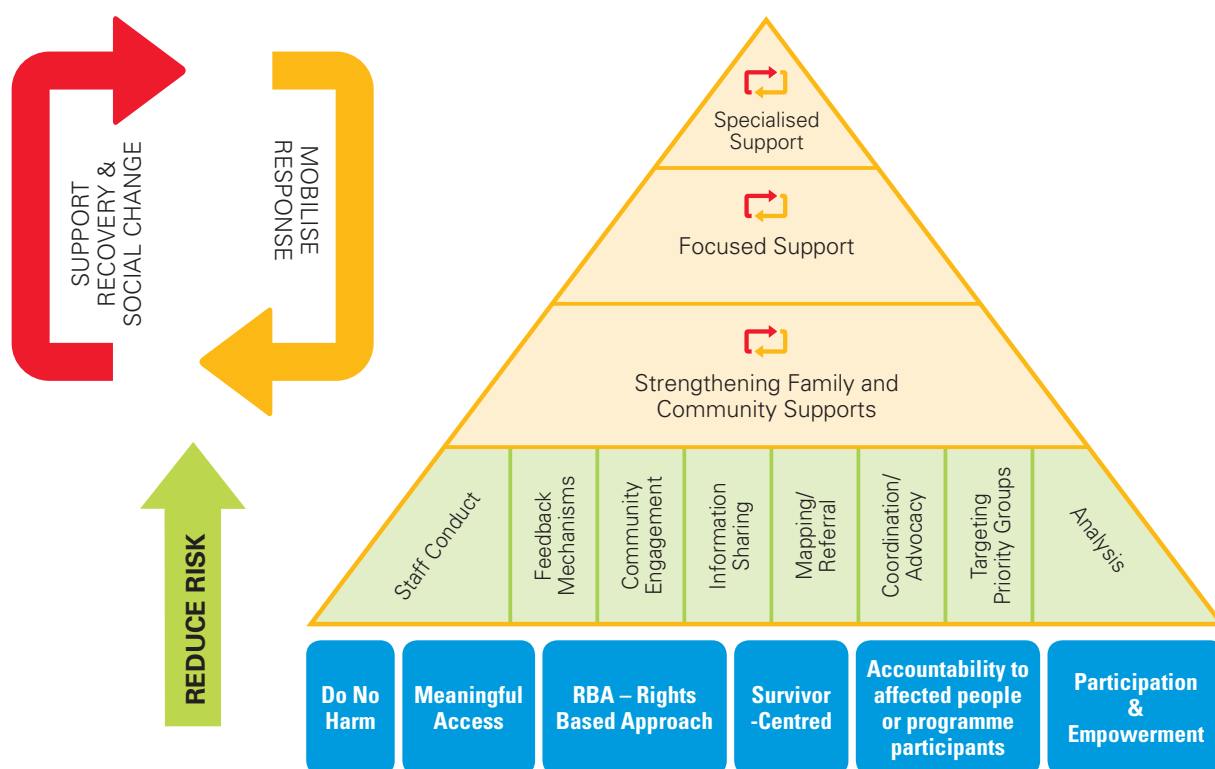 SUPPORT
RECOVERY &
SOCIAL CHANGE
MOBILISE
RESPONSE
REDUCE RISK
Specialised
Support
Focused Support
Strengthening Family and
Community Supports
Staff Conduct
Feedback
Mechanisms
Community
Engagement
Information
Sharing
Mapping/
Referral
Coordination/
Advocacy
Targeting
Priority Groups
Analysis
Do No
Harm
Meaningful
Access
RBA – Rights
Based Approach
Survivor
-Centred
Accountability to
affected people
or programme
participants
Participation
&
Empowerment